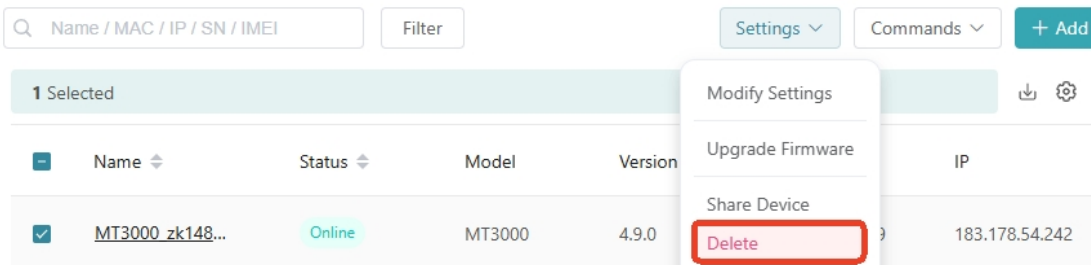 Name / MAC / IP / SN / IMEI Filter Settings Commands + Add
1 Selected
Modify Settings
Name Status Model Version IP
Upgrade Firmware
Share Device
MT3000_zk148... Online MT3000 4.9.0 9 183.178.54.242
Delete